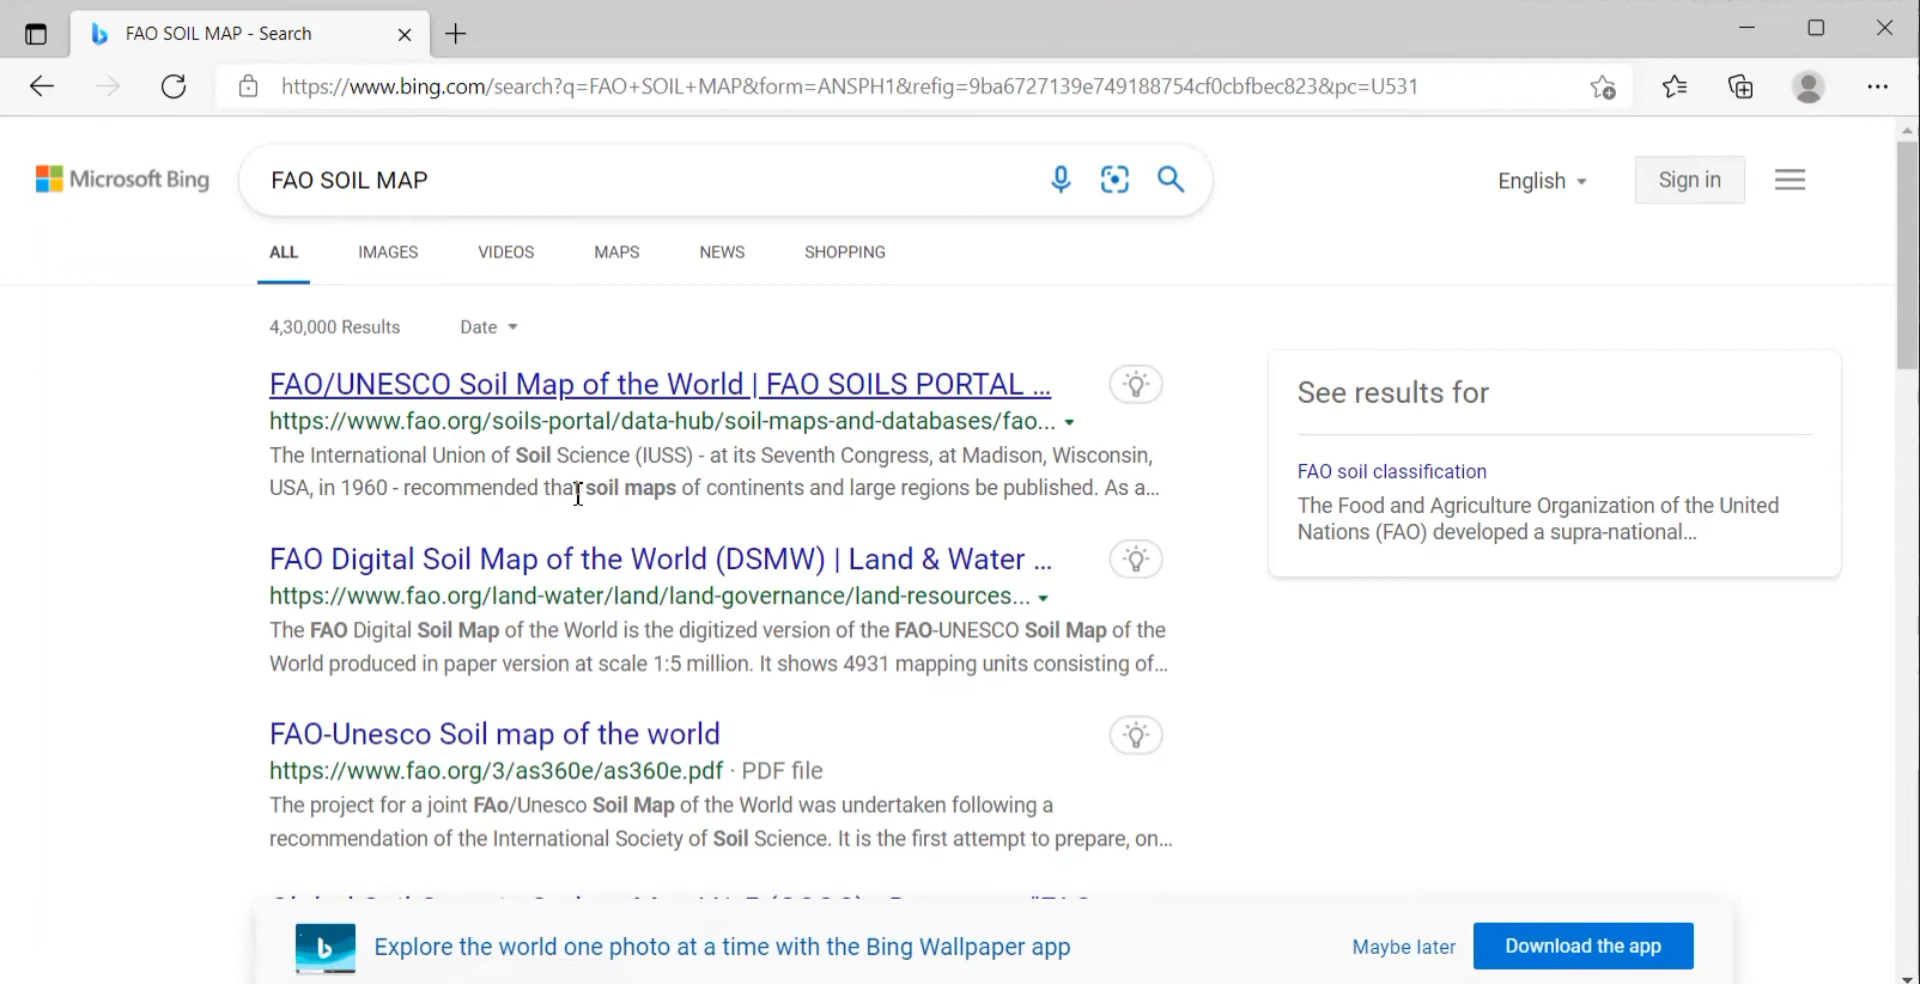 FAO SOIL MAP - Search
https://www.bing.com/search?q=FAO+SOIL+MAP&form=ANSPH1&refig=9ba6727139e749188754cf0cbfbec823&pc=U531
Microsoft Bing
FAO SOIL MAP
English
Sign in
ALL IMAGES VIDEOS MAPS NEWS SHOPPING
4,30,000 Results Date
FAO/UNESCO Soil Map of the World | FAO SOILS PORTAL ...
https://www.fao.org/soils-portal/data-hub/soil-maps-and-databases/fao...
The International Union of Soil Science (IUSS) - at its Seventh Congress, at Madison, Wisconsin,
USA, in 1960 - recommended that soil maps of continents and large regions be published. As a...
FAO Digital Soil Map of the World (DSMW) | Land & Water ...
https://www.fao.org/land-water/land/land-governance/land-resources...
The FAO Digital Soil Map of the World is the digitized version of the FAO-UNESCO Soil Map of the
World produced in paper version at scale 1:5 million. It shows 4931 mapping units consisting of...
FAO-Unesco Soil map of the world
https://www.fao.org/3/as360e/as360e.pdf · PDF file
The project for a joint FAo/Unesco Soil Map of the World was undertaken following a
recommendation of the International Society of Soil Science. It is the first attempt to prepare, on...
See results for
FAO soil classification
The Food and Agriculture Organization of the United
Nations (FAO) developed a supra-national...
Explore the world one photo at a time with the Bing Wallpaper app
Maybe later
Download the app